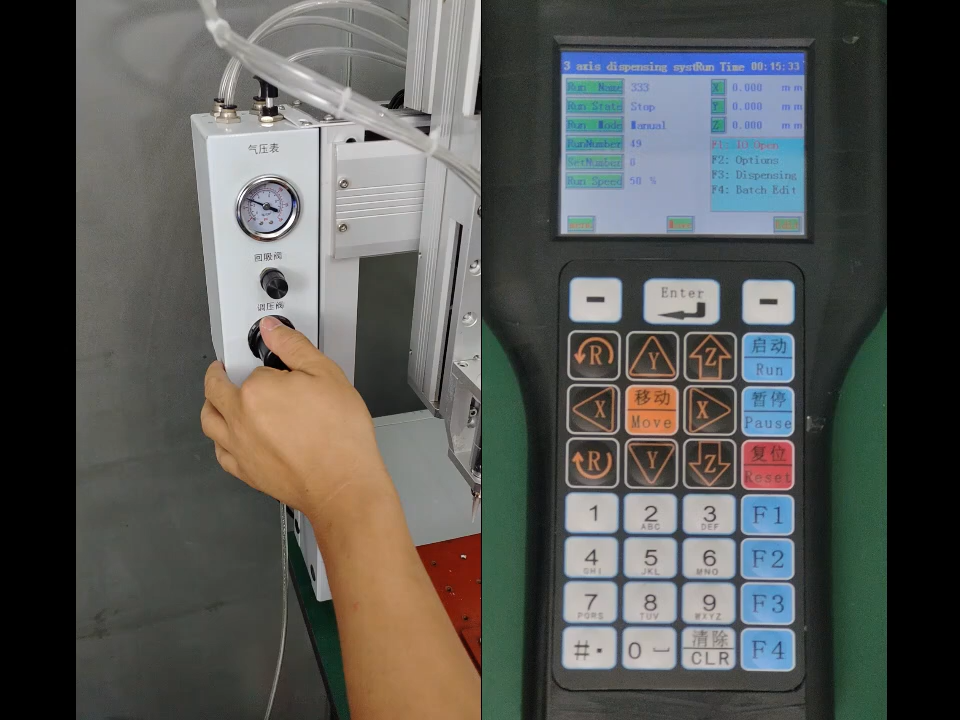 气压表
回吸阀
调压阀
3 axis dispensing syst Run Time 00:15:33
Run Name 333
Run State Stop
Run Mode Manual
RunNumber 49
SetNumber 0
Run Speed 50 %
X 0.000 mm
Y 0.000 mm
Z 0.000 mm
F1: IO Open
F2: Options
F3: Dispensing
F4: Batch Edit
Enter
R Y Z 启动
Run
X 移动 X 暂停
Move Pause
R Y Z 复位
Reset
1 2 3 F1
ABC DEF
4 5 6 F2
GHI JKL MNO
7 8 9 F3
PQRS TUV WXYZ
#· 0 清除 F4
CLR